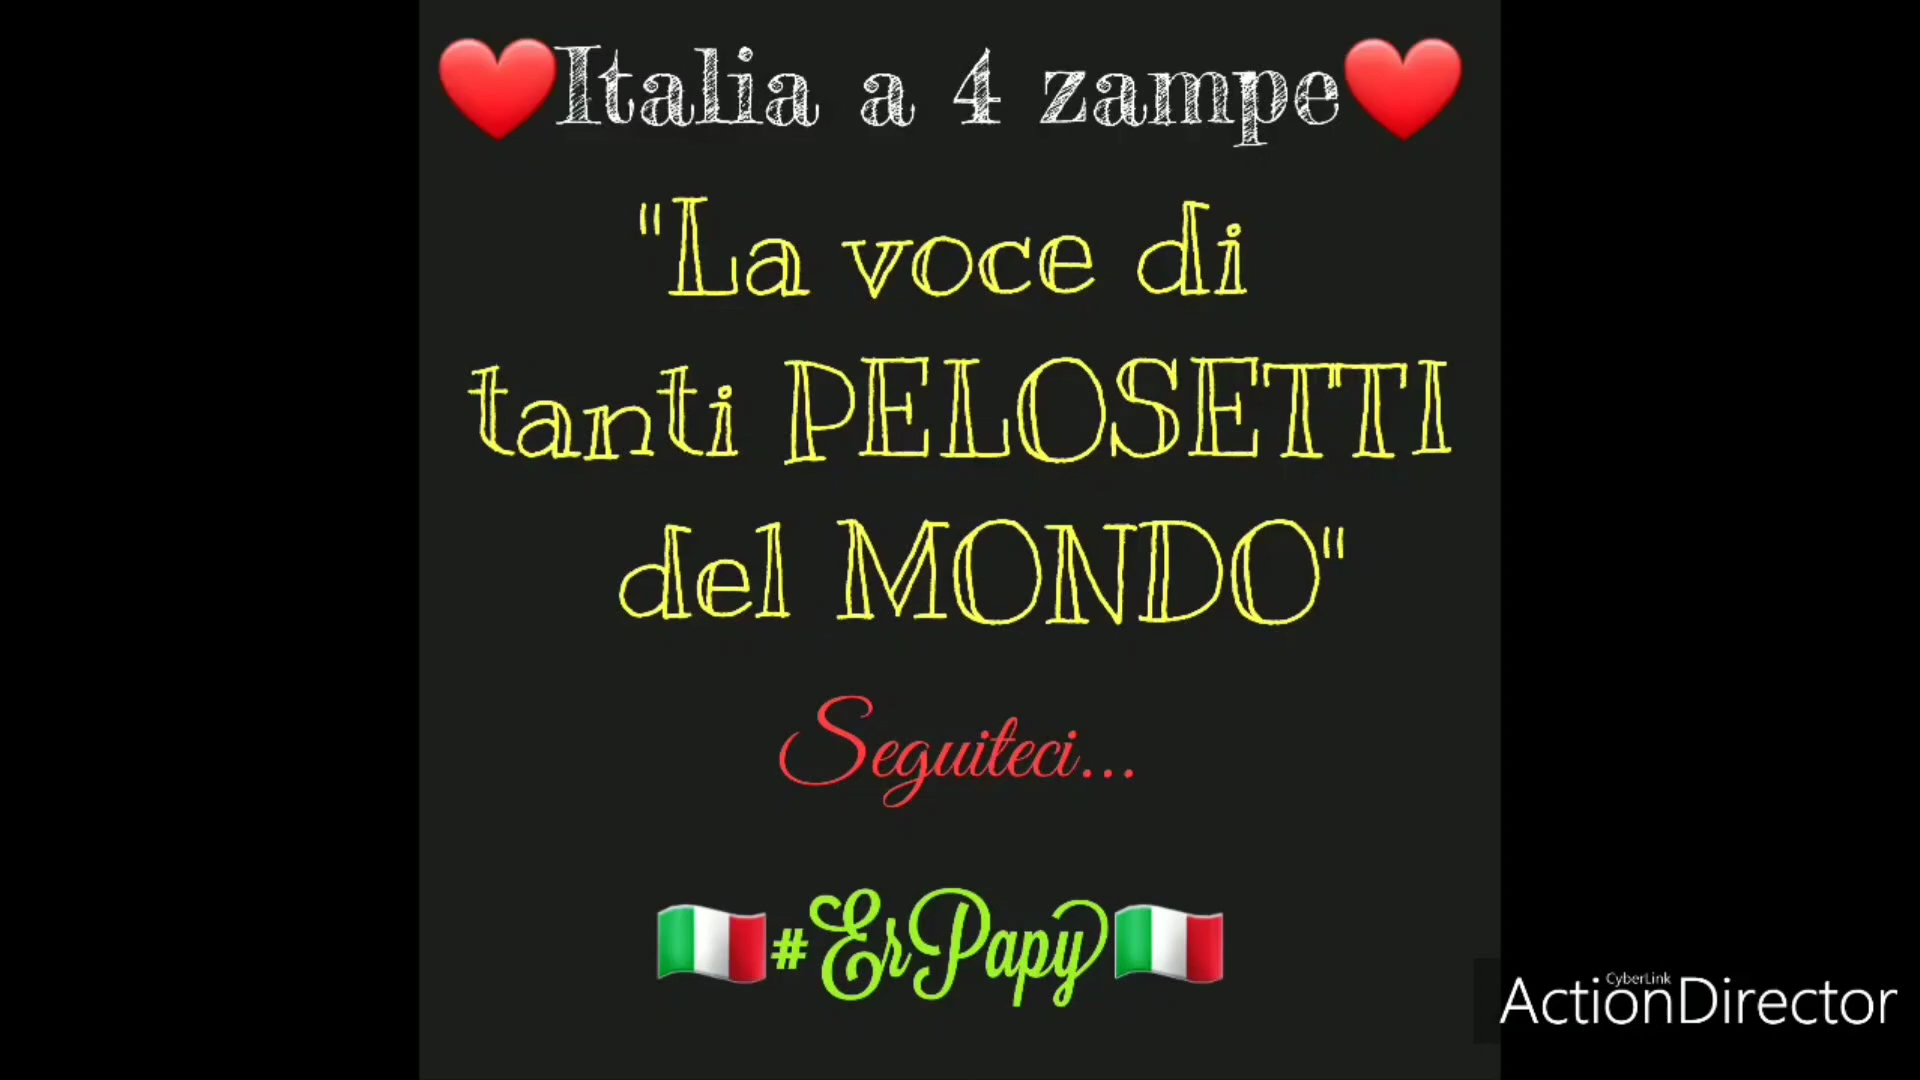 ❤️Italia a 4 zampe❤️
"La voce di
tanti PELOSETTI
del MONDO"
Seguiteci...
🇮🇹#ErPapy🇮🇹
CyberLink
ActionDirector